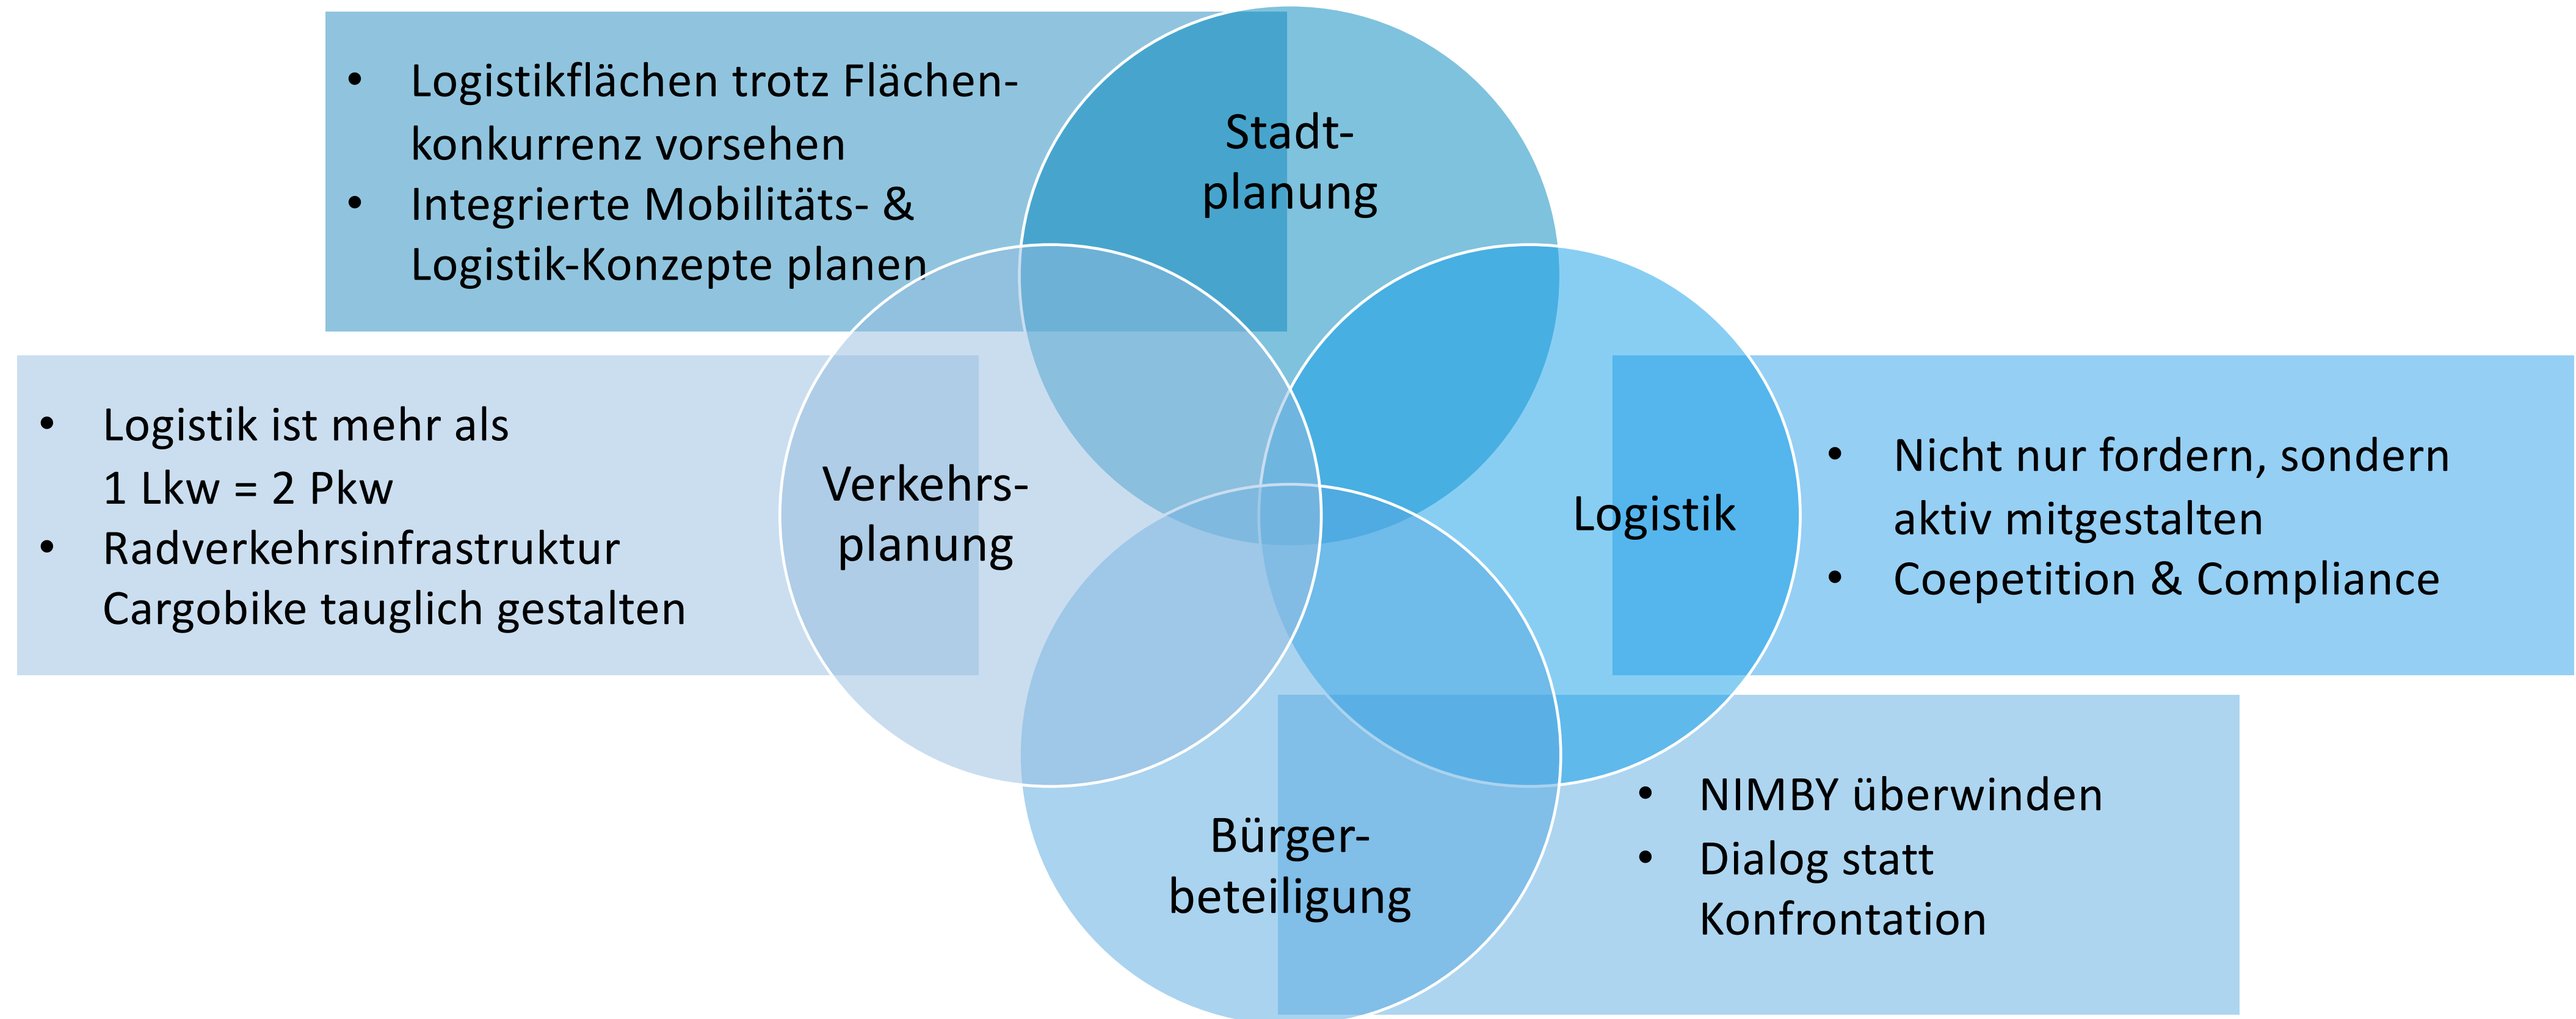 • Logistikflächen trotz Flächen-
konkurrenz vorsehen
• Integrierte Mobilitäts- &
Logistik-Konzepte planen
Stadt-
planung
• Logistik ist mehr als
1 Lkw = 2 Pkw
• Radverkehrsinfrastruktur
Cargobike tauglich gestalten
Verkehrs-
planung
Logistik
• Nicht nur fordern, sondern
aktiv mitgestalten
• Coepetition & Compliance
Bürger-
beteiligung
• NIMBY überwinden
• Dialog statt
Konfrontation